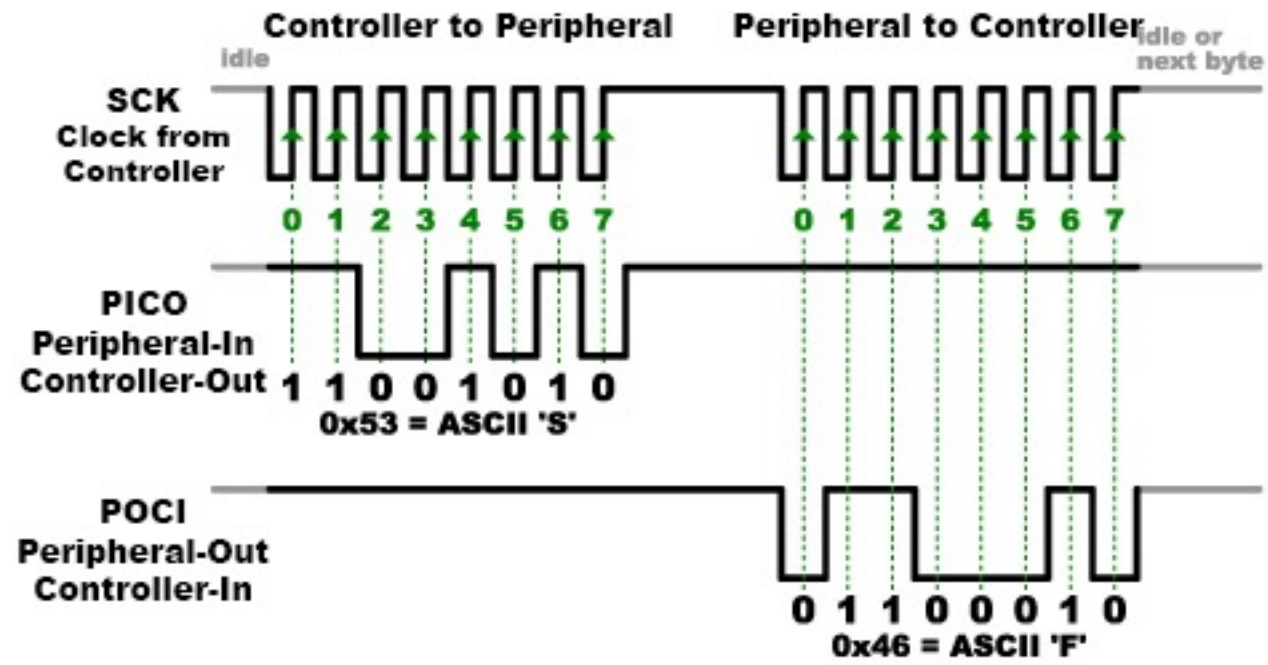 Controller to Peripheral
Peripheral to Controller
idle
idle or
next byte
SCK
Clock from
Controller
0 1 2 3 4 5 6 7
0 1 2 3 4 5 6 7
PICO
Peripheral-In
Controller-Out
1 1 0 0 1 0 1 0
0x53 = ASCII 'S'
POCI
Peripheral-Out
Controller-In
0 1 1 0 0 0 1 0
0x46 = ASCII 'F'